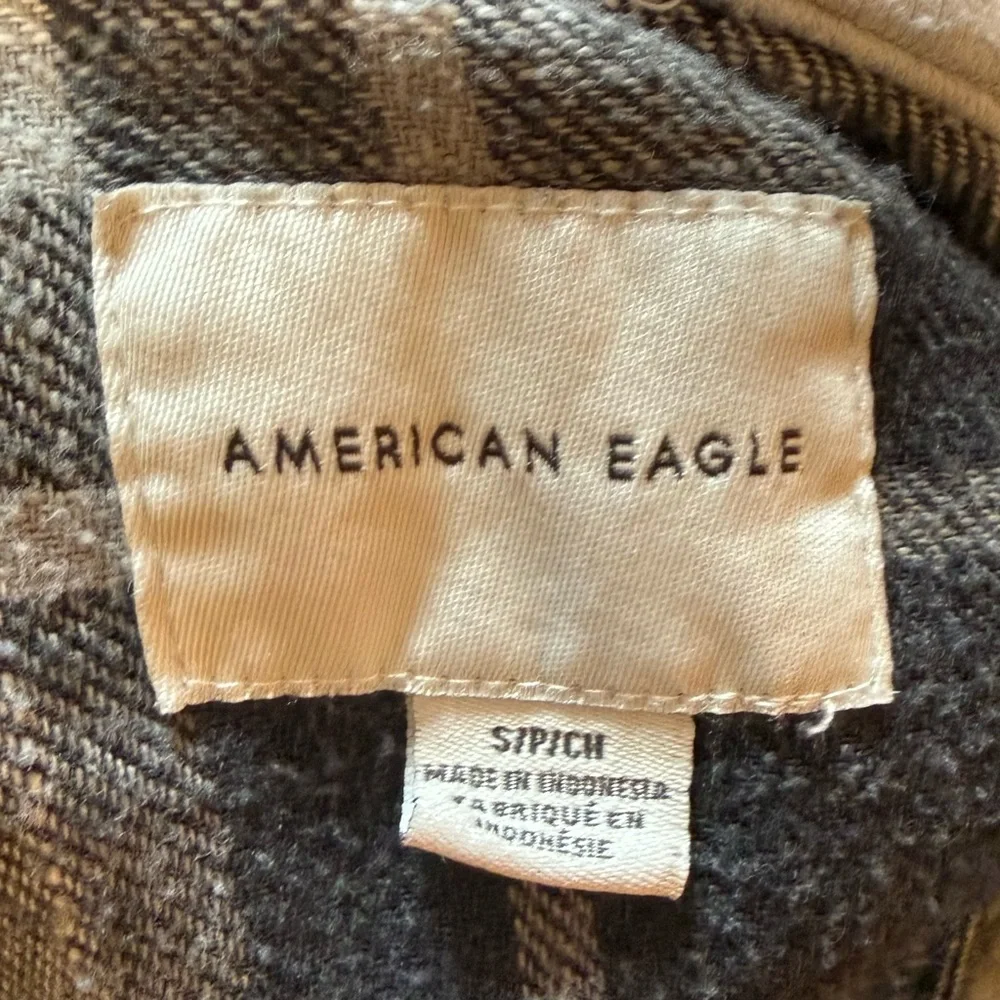 AMERICAN EAGLE
S/P/CH
MADE IN INDONESIA
FABRIQUÉ EN
INDONÉSIE